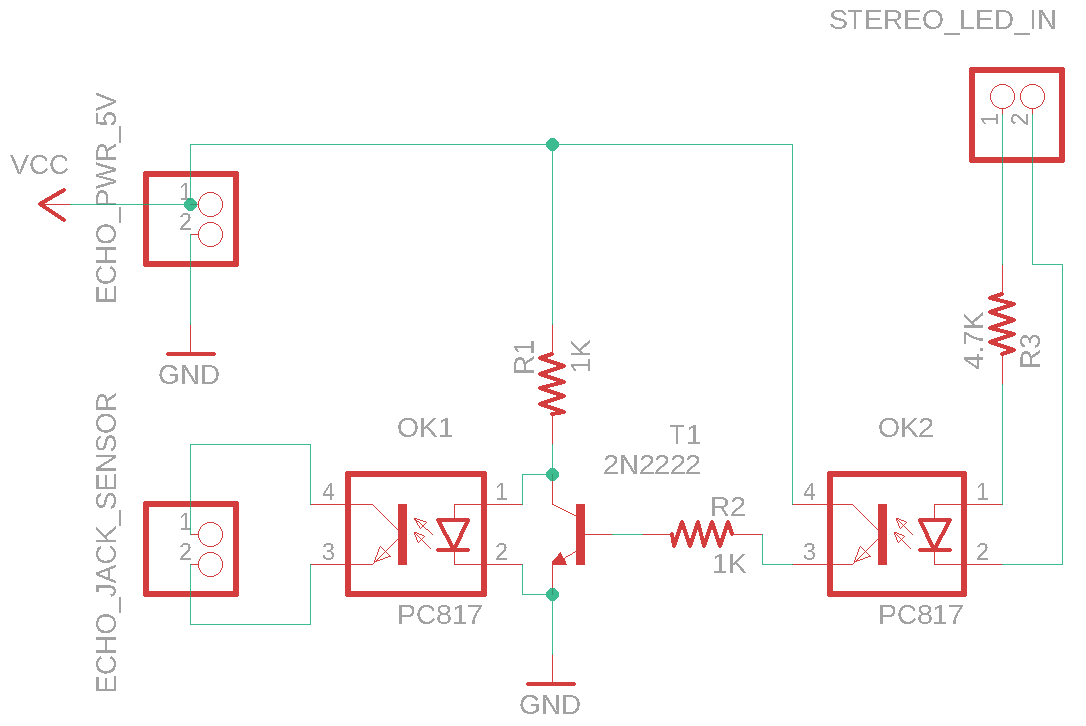 STEREO_LED_IN
1
2
VCC
ECHO_PWR_5V
1
2
GND
R1
1K
4.7K
R3
ECHO_JACK_SENSOR
1
2
OK1
4
3
1
2
PC817
T1
2N2222
R2
1K
OK2
4
3
1
2
PC817
GND